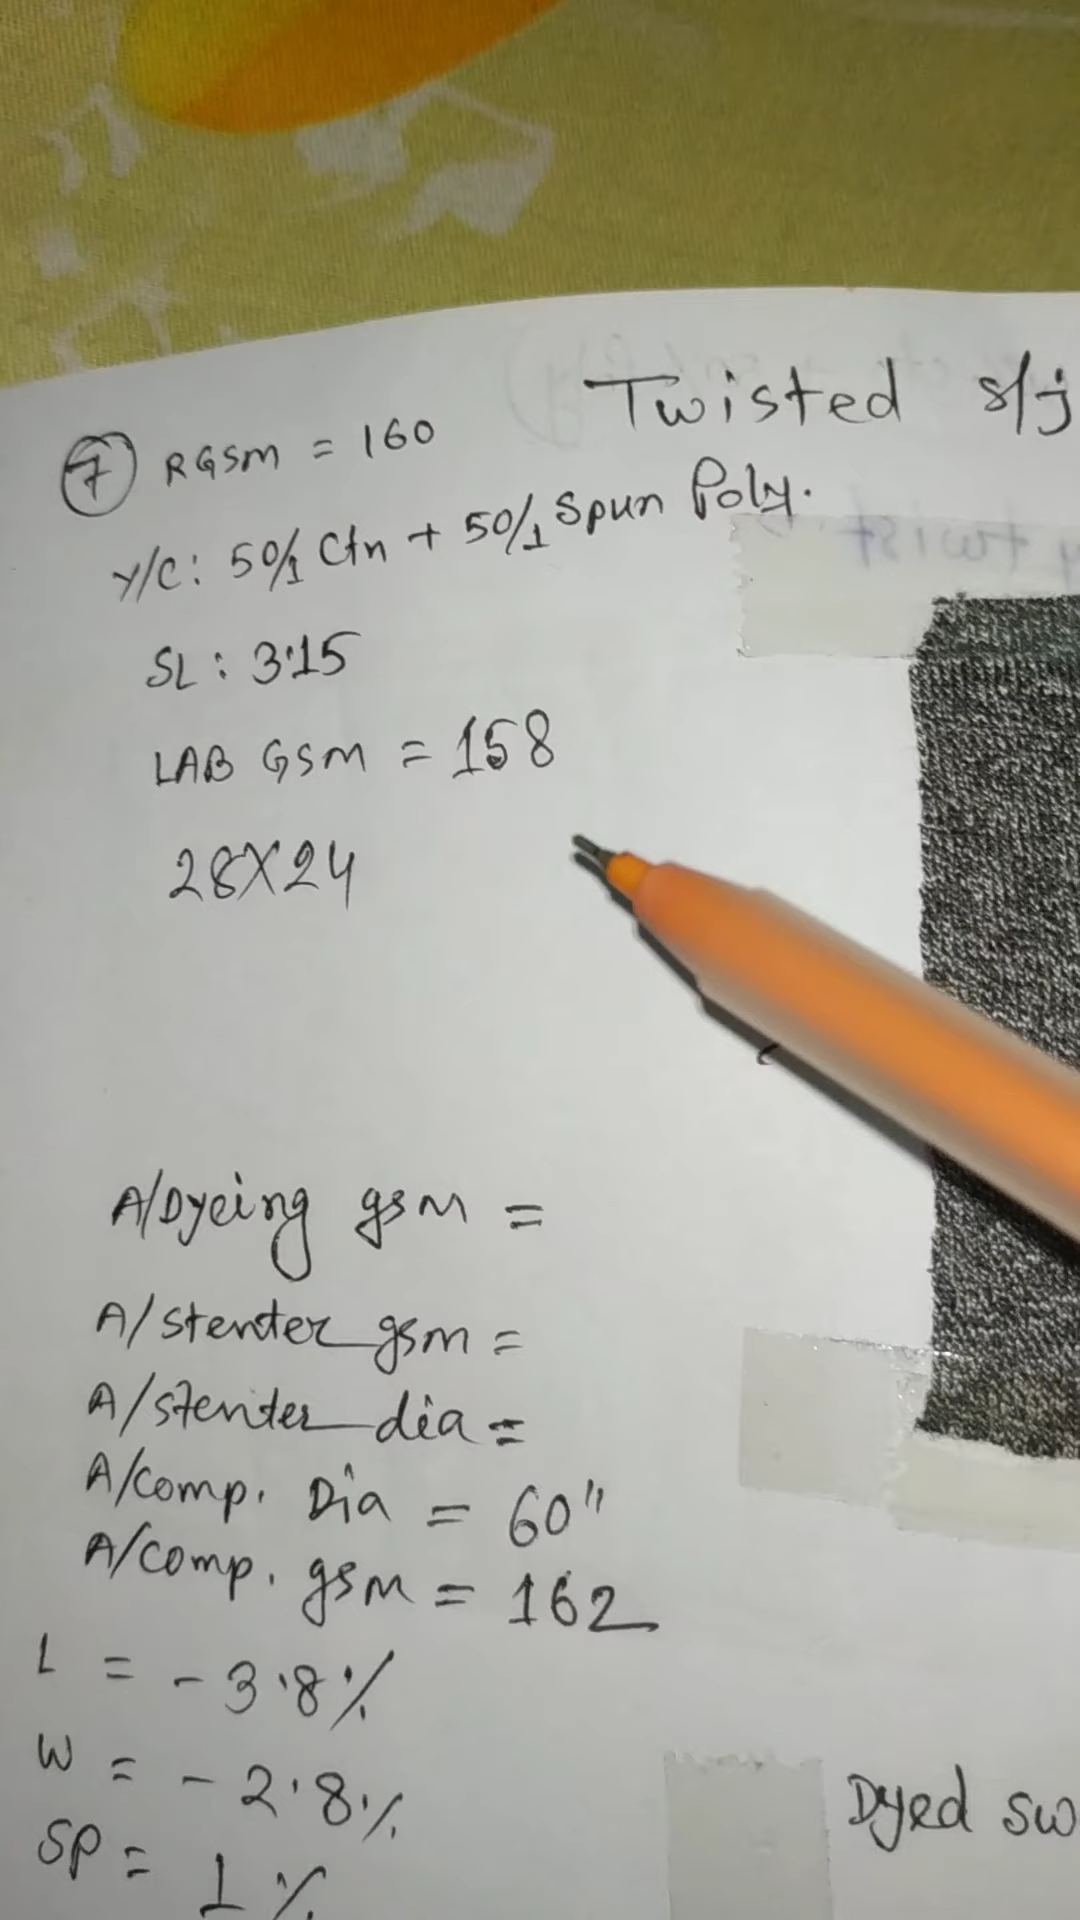 Twisted s/j
7 RGSM = 160
Y/C: 50/1 Ctn + 50/1 Spun Poly.
SL : 3.15
LAB GSM = 158
28X24
A/Dyeing gsm =
A/stenter gsm =
A/stenter dia =
A/comp. Dia = 60"
A/comp. gsm = 162
L = - 3.8%
W = - 2.8%
SP = 1%
Dyed sw